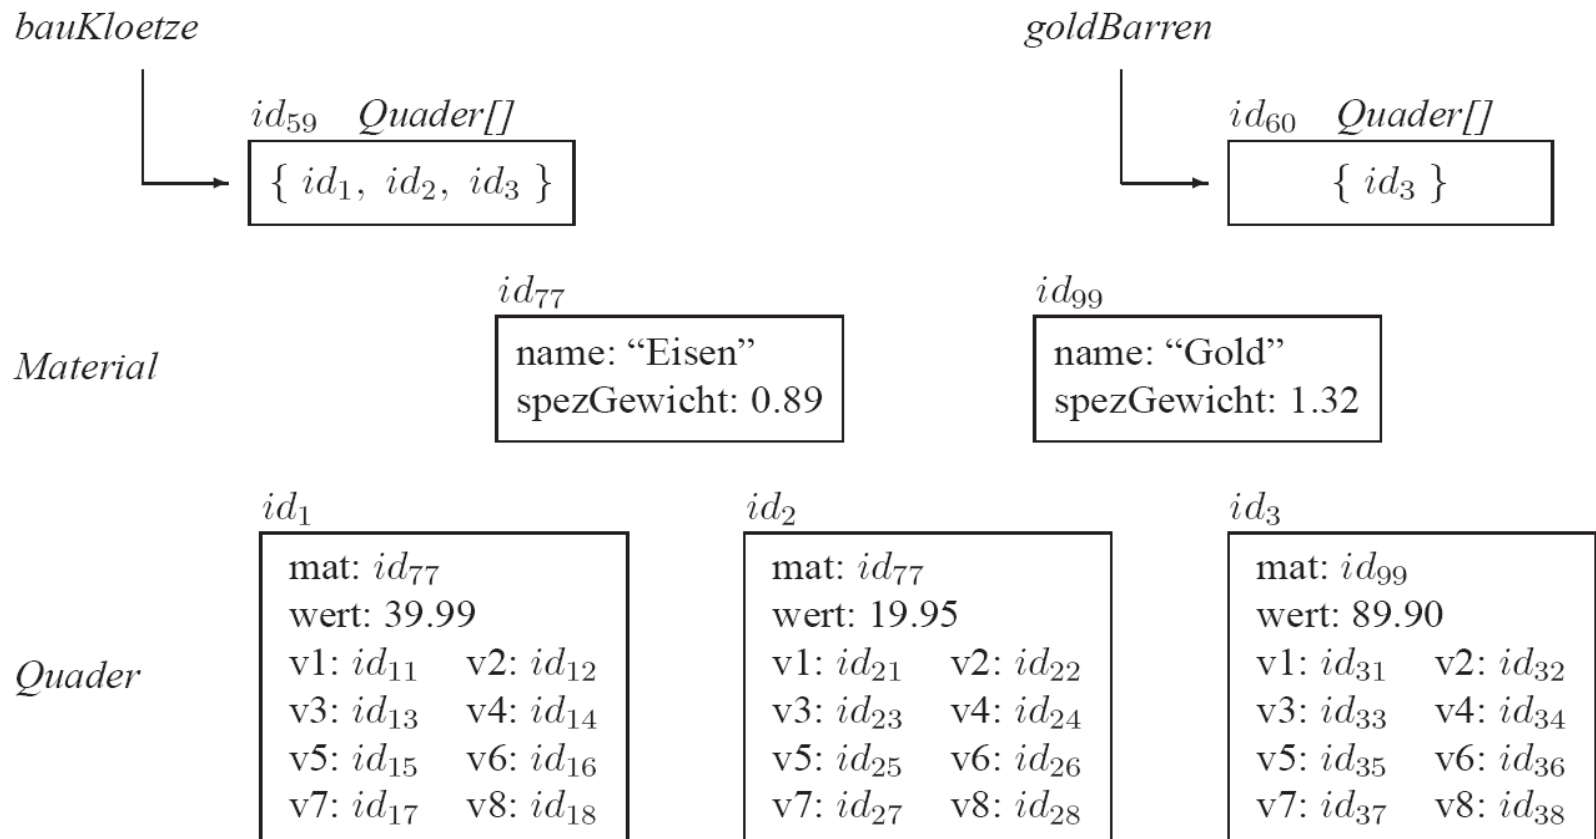 bauKloetze goldBarren
id59 Quader[] id60 Quader[]
{ id1, id2, id3 } { id3 }
id77 id99
Material
name: “Eisen” name: “Gold”
spezGewicht: 0.89 spezGewicht: 1.32
id1 id2 id3
Quader
mat: id77 mat: id77 mat: id99
wert: 39.99 wert: 19.95 wert: 89.90
v1: id11 v2: id12 v1: id21 v2: id22 v1: id31 v2: id32
v3: id13 v4: id14 v3: id23 v4: id24 v3: id33 v4: id34
v5: id15 v6: id16 v5: id25 v6: id26 v5: id35 v6: id36
v7: id17 v8: id18 v7: id27 v8: id28 v7: id37 v8: id38